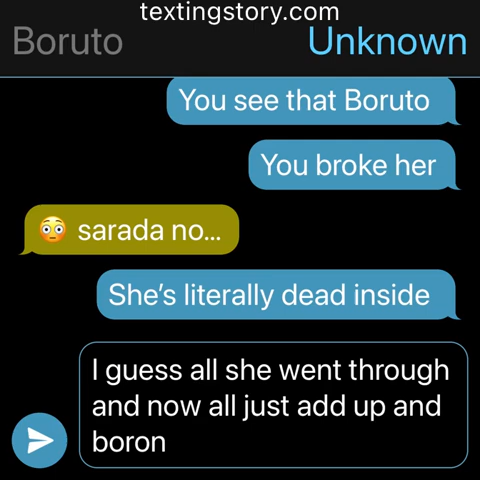 textingstory.com
Boruto Unknown
You see that Boruto
You broke her
😳 sarada no...
She's literally dead inside
I guess all she went through
and now all just add up and
boron